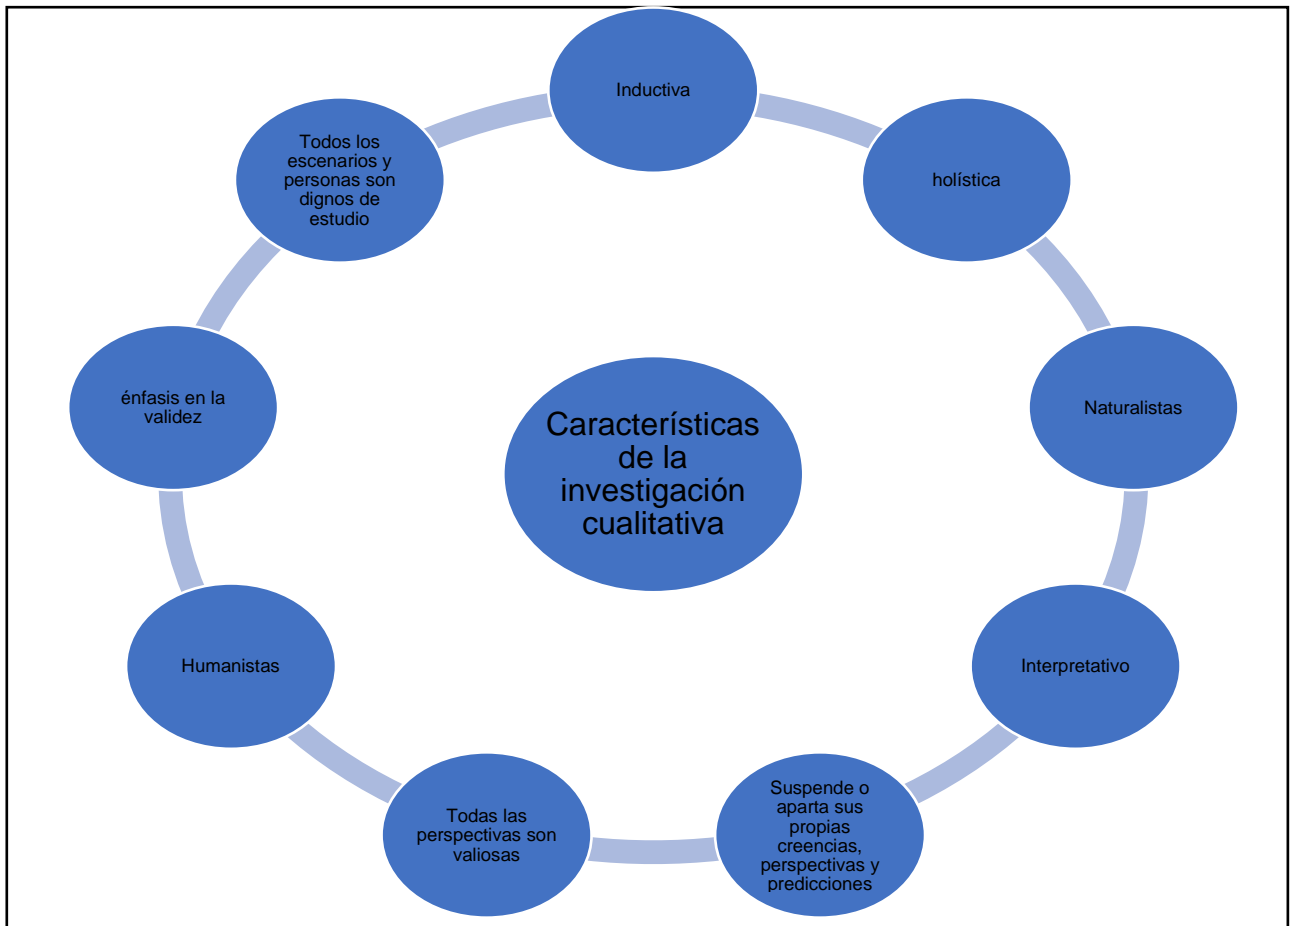 Inductiva
holística
Naturalistas
Interpretativo
Suspende o
aparta sus
propias
creencias,
perspectivas y
predicciones
Todas las
perspectivas son
valiosas
Humanistas
énfasis en la
validez
Todos los
escenarios y
personas son
dignos de
estudio
Características
de la
investigación
cualitativa